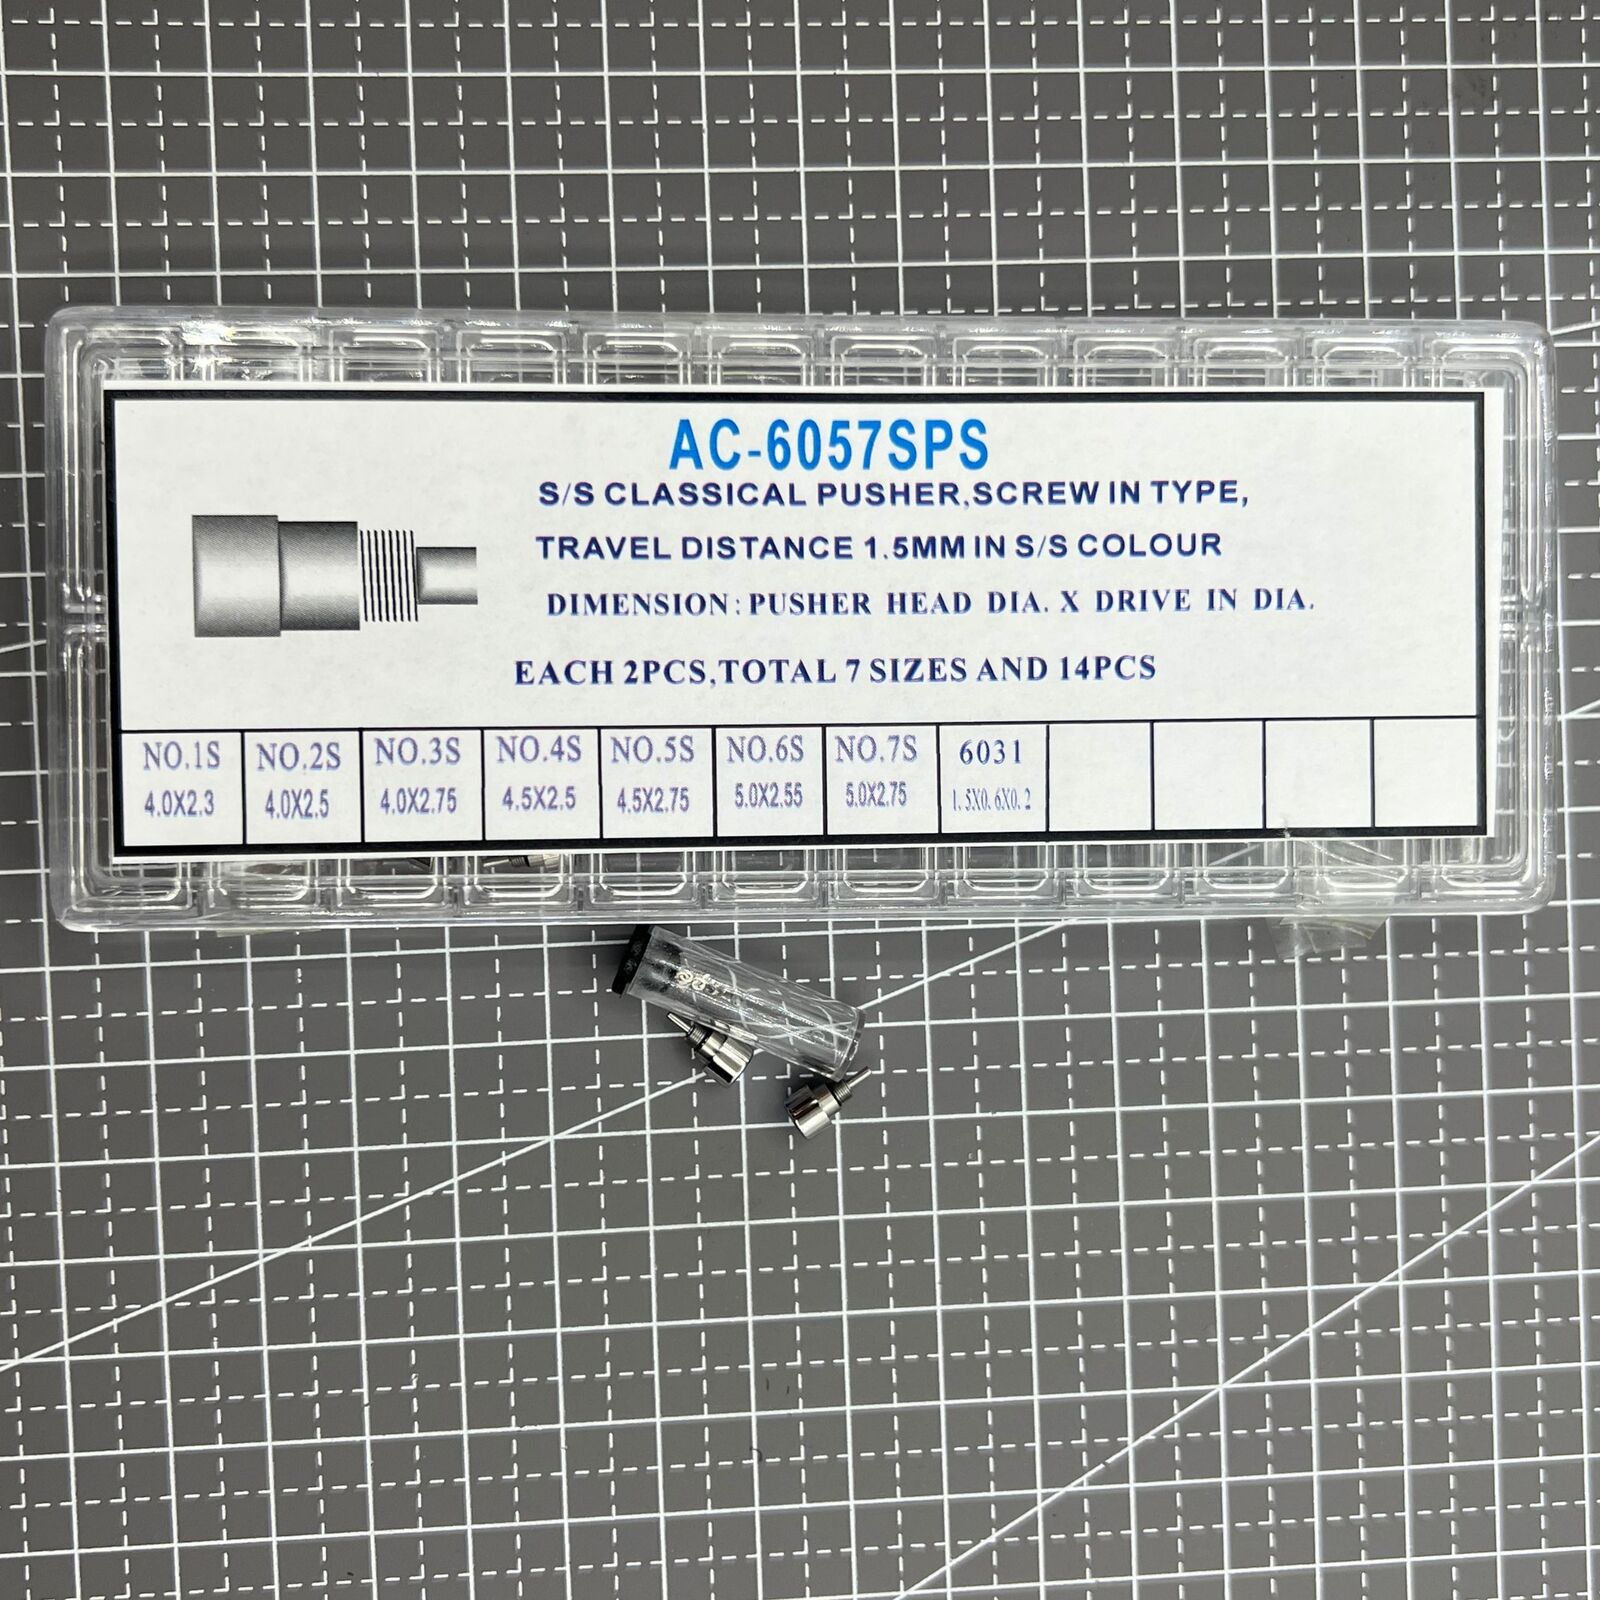 AC-6057SPS
S/S CLASSICAL PUSHER,SCREW IN TYPE,
TRAVEL DISTANCE 1.5MM IN S/S COLOUR
DIMENSION: PUSHER HEAD DIA. X DRIVE IN DIA.
EACH 2PCS,TOTAL 7 SIZES AND 14PCS
NO.1S NO.2S NO.3S NO.4S NO.5S NO.6S NO.7S 6031
4.0X2.3 4.0X2.5 4.0X2.75 4.5X2.5 4.5X2.75 5.0X2.55 5.0X2.75 1.5X0.6X0.2